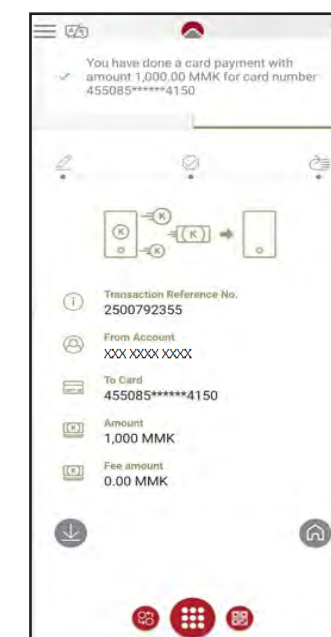 You have done a card payment with
amount 1,000.00 MMK for card number
455085******4150
Transaction Reference No.
2500792355
From Account
XXX XXXX XXXX
To Card
455085******4150
Amount
1,000 MMK
Fee amount
0.00 MMK